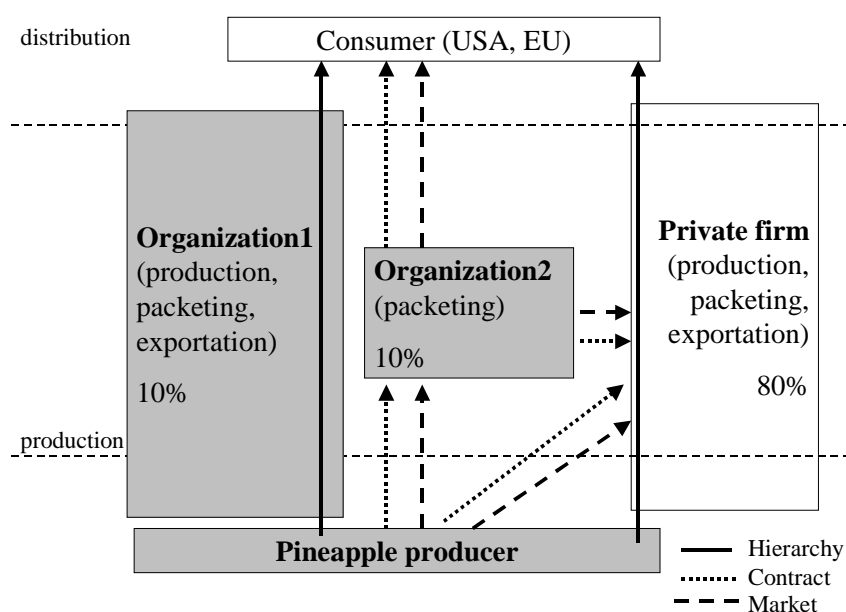 distribution
Consumer (USA, EU)
Organization1
(production,
packeting,
exportation)
10%
Organization2
(packeting)
10%
Private firm
(production,
packeting,
exportation)
80%
production
Pineapple producer
Hierarchy
Contract
Market